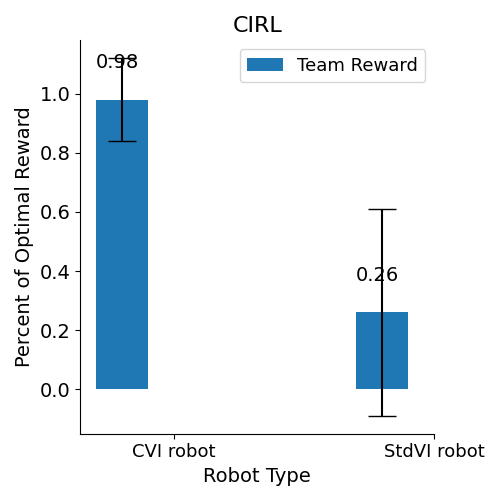 CIRL
Team Reward
0.98
0.26
1.0
0.8
0.6
0.4
0.2
0.0
Percent of Optimal Reward
CVI robot
StdVI robot
Robot Type